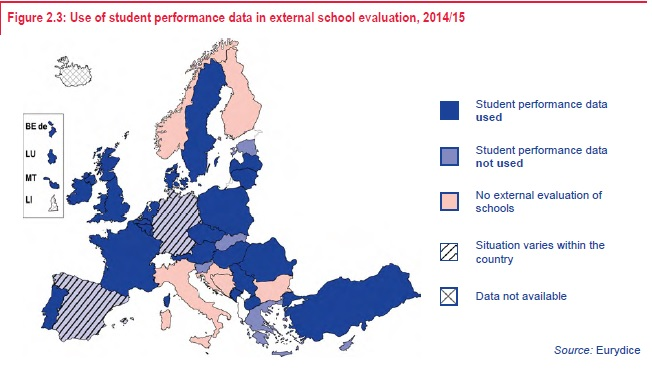 Figure 2.3: Use of student performance data in external school evaluation, 2014/15
BE de
LU
MT
LI
Student performance data
used
Student performance data
not used
No external evaluation of
schools
Situation varies within the
country
Data not available
Source: Eurydice